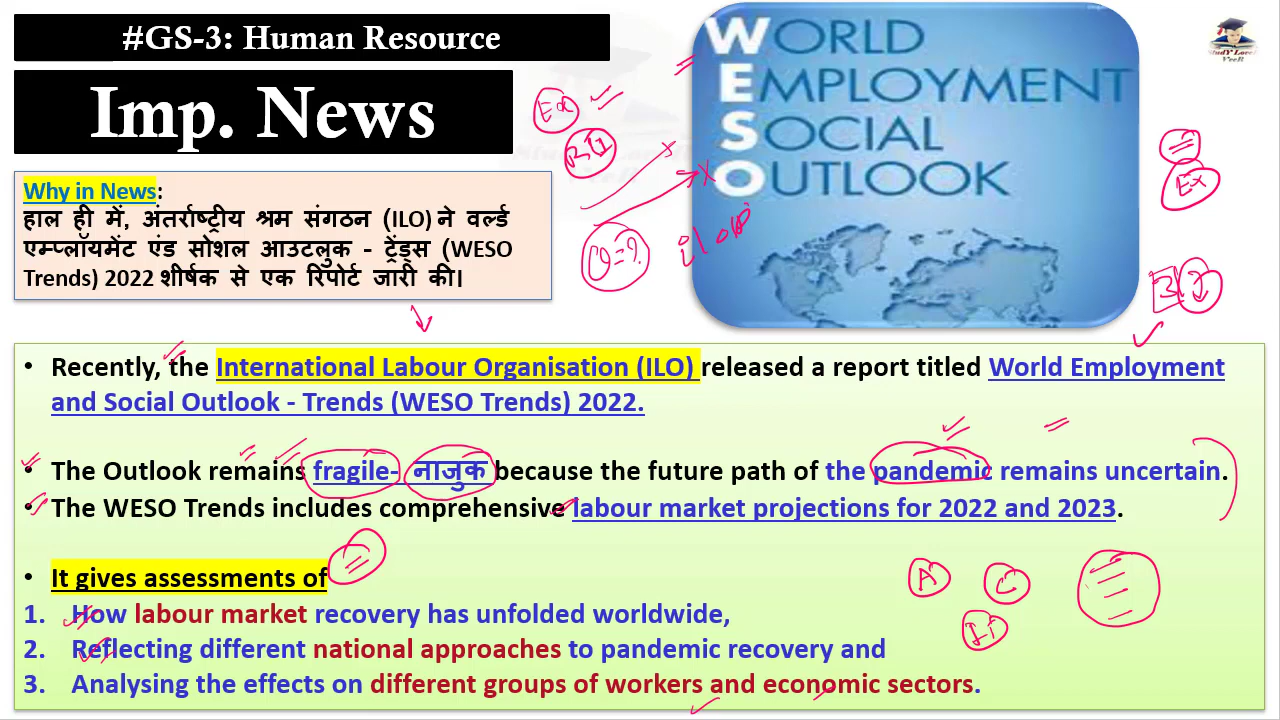 #GS-3: Human Resource
Imp. News
WORLD
EMPLOYMENT
SOCIAL
OUTLOOK
StudY LoveR
VeeR
Ex
Ex
Why in News:
हाल ही में, अंतर्राष्ट्रीय श्रम संगठन (ILO) ने वर्ल्ड
एम्प्लॉयमेंट एंड सोशल आउटलुक - ट्रेंड्स (WESO
Trends) 2022 शीर्षक से एक रिपोर्ट जारी की।
• Recently, the International Labour Organisation (ILO) released a report titled World Employment
and Social Outlook - Trends (WESO Trends) 2022.
• The Outlook remains fragile- नाजुक because the future path of the pandemic remains uncertain.
• The WESO Trends includes comprehensive labour market projections for 2022 and 2023.
• It gives assessments of
A
C
1. How labour market recovery has unfolded worldwide,
2. Reflecting different national approaches to pandemic recovery and
3. Analysing the effects on different groups of workers and economic sectors.